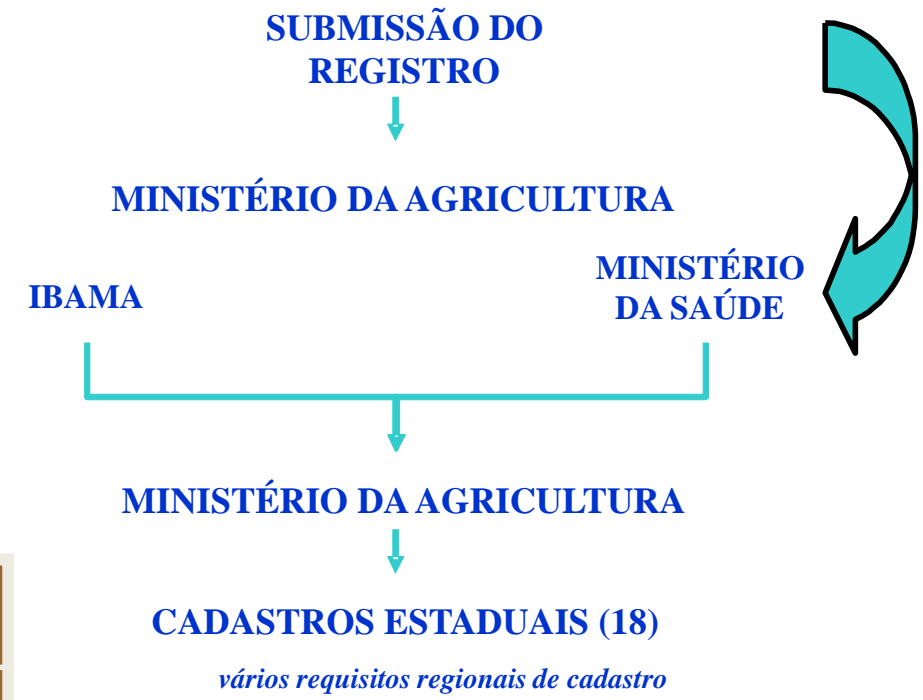 SUBMISSÃO DO
REGISTRO
MINISTÉRIO DA AGRICULTURA
IBAMA
MINISTÉRIO
DA SAÚDE
MINISTÉRIO DA AGRICULTURA
CADASTROS ESTADUAIS (18)
vários requisitos regionais de cadastro